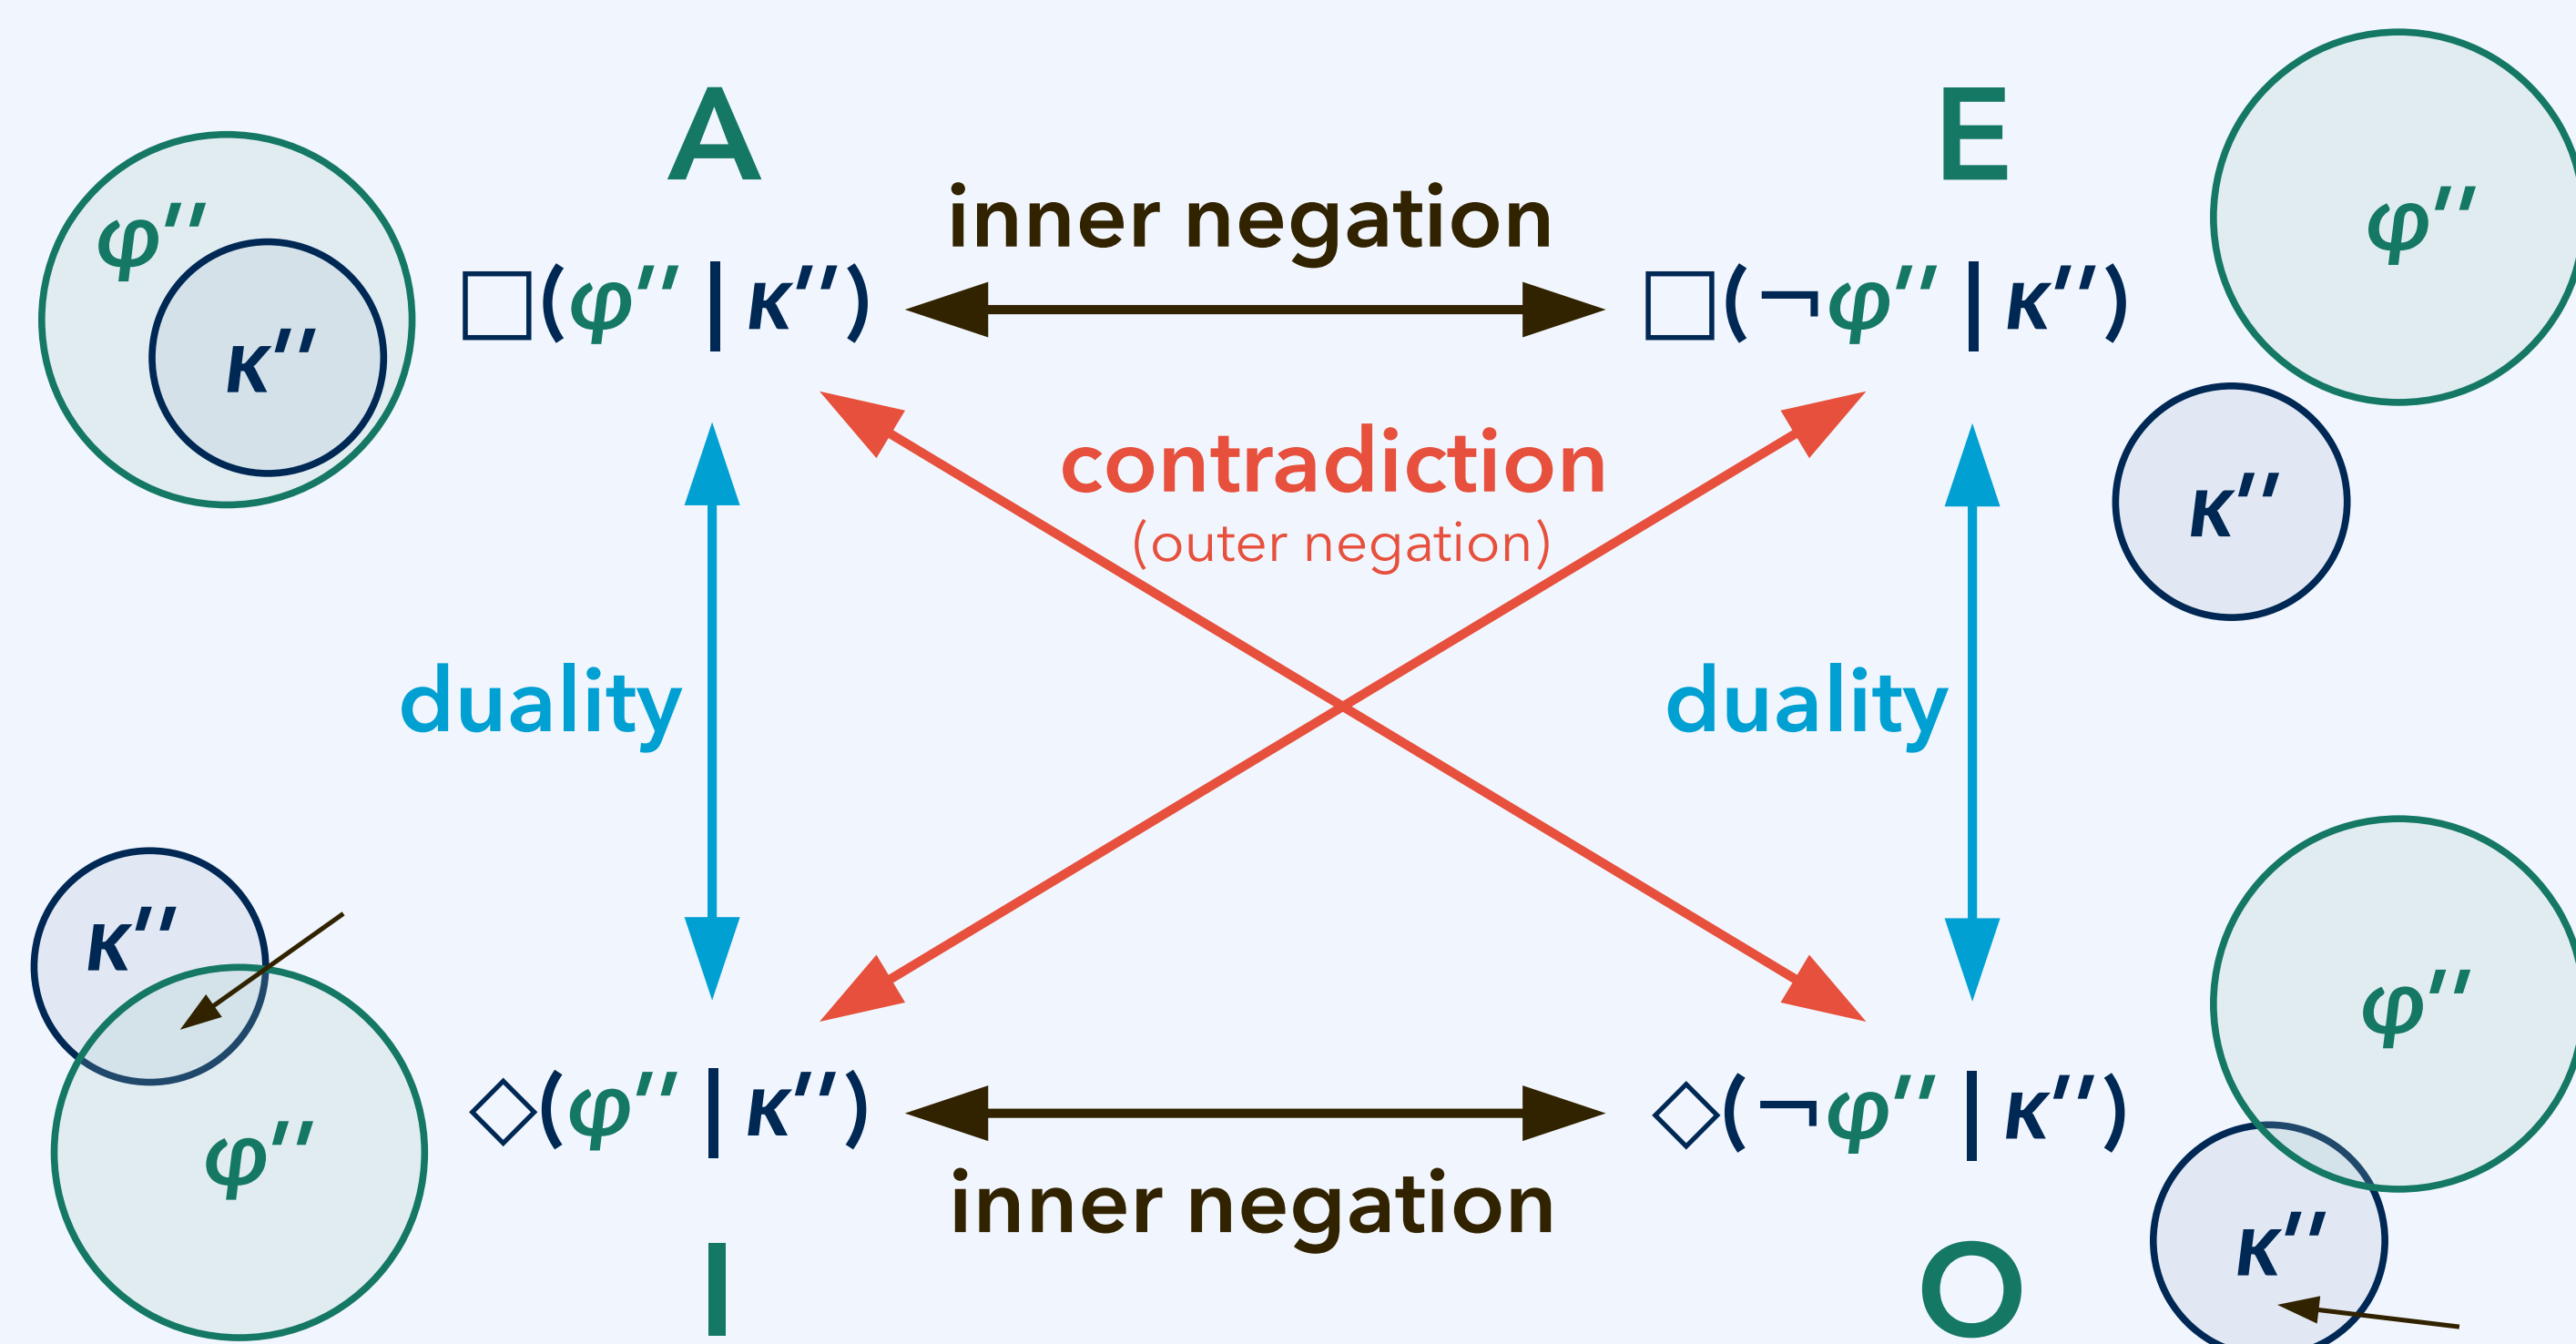 A
E
φ′′
κ′′
inner negation
□(φ′′ | κ′′)
□(¬φ′′ | κ′′)
φ′′
κ′′
contradiction
(outer negation)
duality
duality
κ′′
φ′′
◇(φ′′ | κ′′)
◇(¬φ′′ | κ′′)
φ′′
κ′′
inner negation
I
O